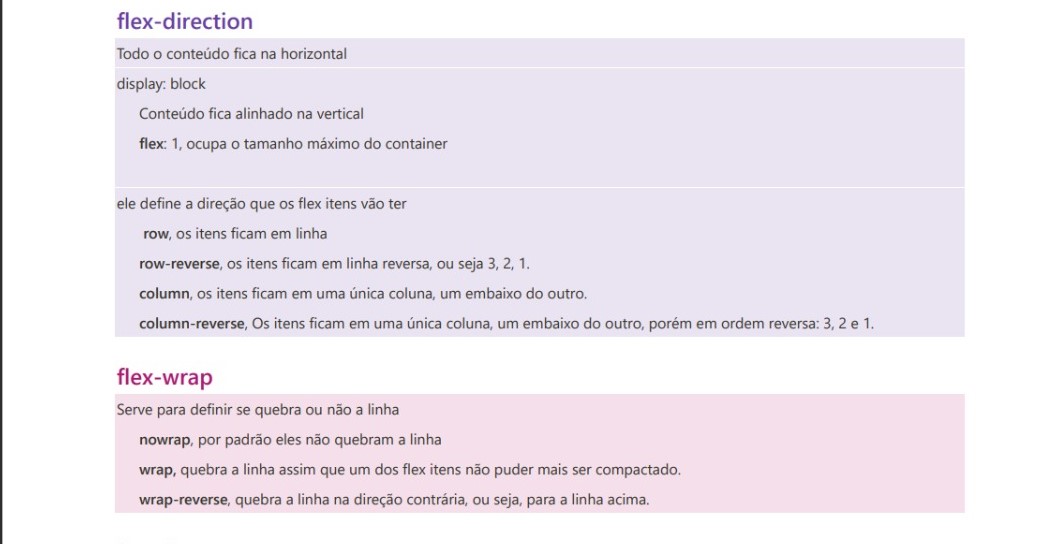 flex-direction
Todo o conteúdo fica na horizontal
display: block
Conteúdo fica alinhado na vertical
flex: 1, ocupa o tamanho máximo do container
ele define a direção que os flex itens vão ter
row, os itens ficam em linha
row-reverse, os itens ficam em linha reversa, ou seja 3, 2, 1.
column, os itens ficam em uma única coluna, um embaixo do outro.
column-reverse, Os itens ficam em uma única coluna, um embaixo do outro, porém em ordem reversa: 3, 2 e 1.
flex-wrap
Serve para definir se quebra ou não a linha
nowrap, por padrão eles não quebram a linha
wrap, quebra a linha assim que um dos flex itens não puder mais ser compactado.
wrap-reverse, quebra a linha na direção contrária, ou seja, para a linha acima.